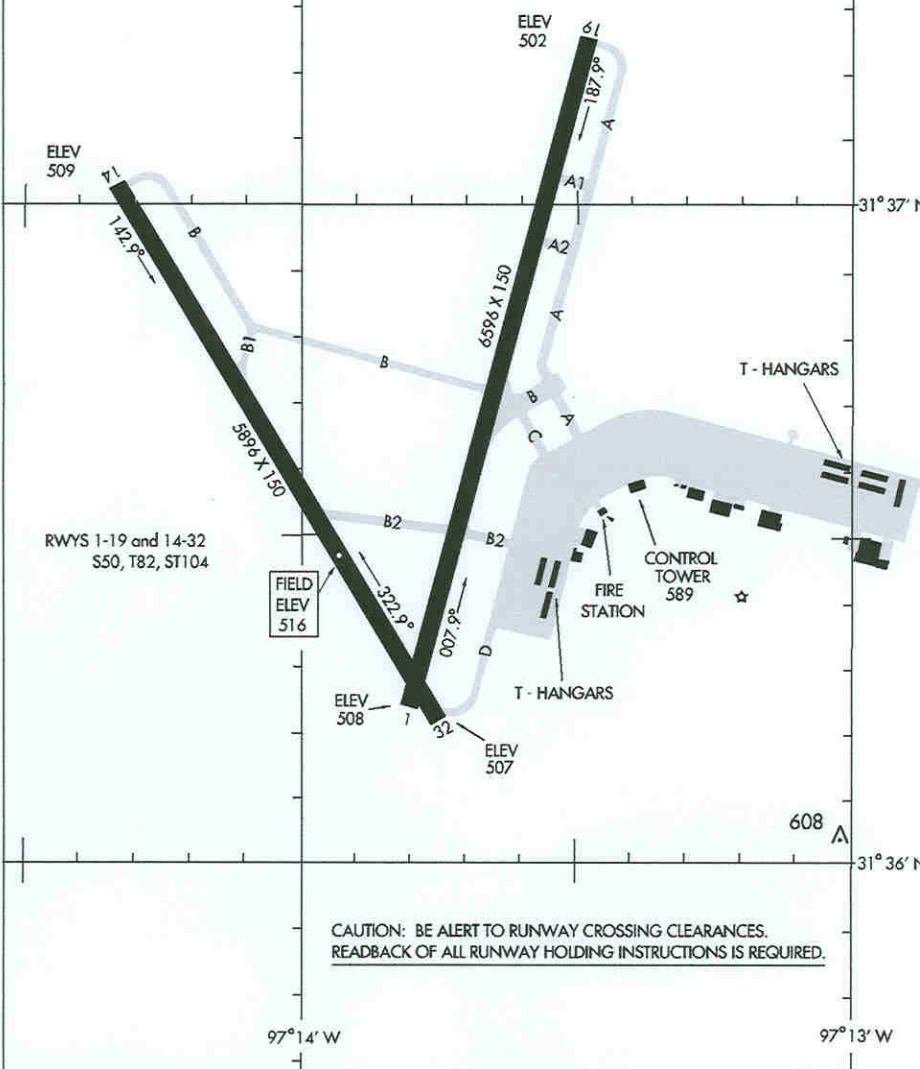 ELEV
502
19
187.9°
A
ELEV
509
14
A1
31°37' N
142.9°
B
A2
6596 X 150
A
B1
B
T - HANGARS
B
A
C
5896 X 150
B2
B2
RWYS 1-19 and 14-32
S50, T82, ST104
CONTROL
TOWER
589
FIELD
ELEV
516
FIRE
STATION
322.9°
007.9°
D
T - HANGARS
ELEV
508
1
32
ELEV
507
608
31°36' N
CAUTION: BE ALERT TO RUNWAY CROSSING CLEARANCES.
READBACK OF ALL RUNWAY HOLDING INSTRUCTIONS IS REQUIRED.
97°14' W
97°13' W